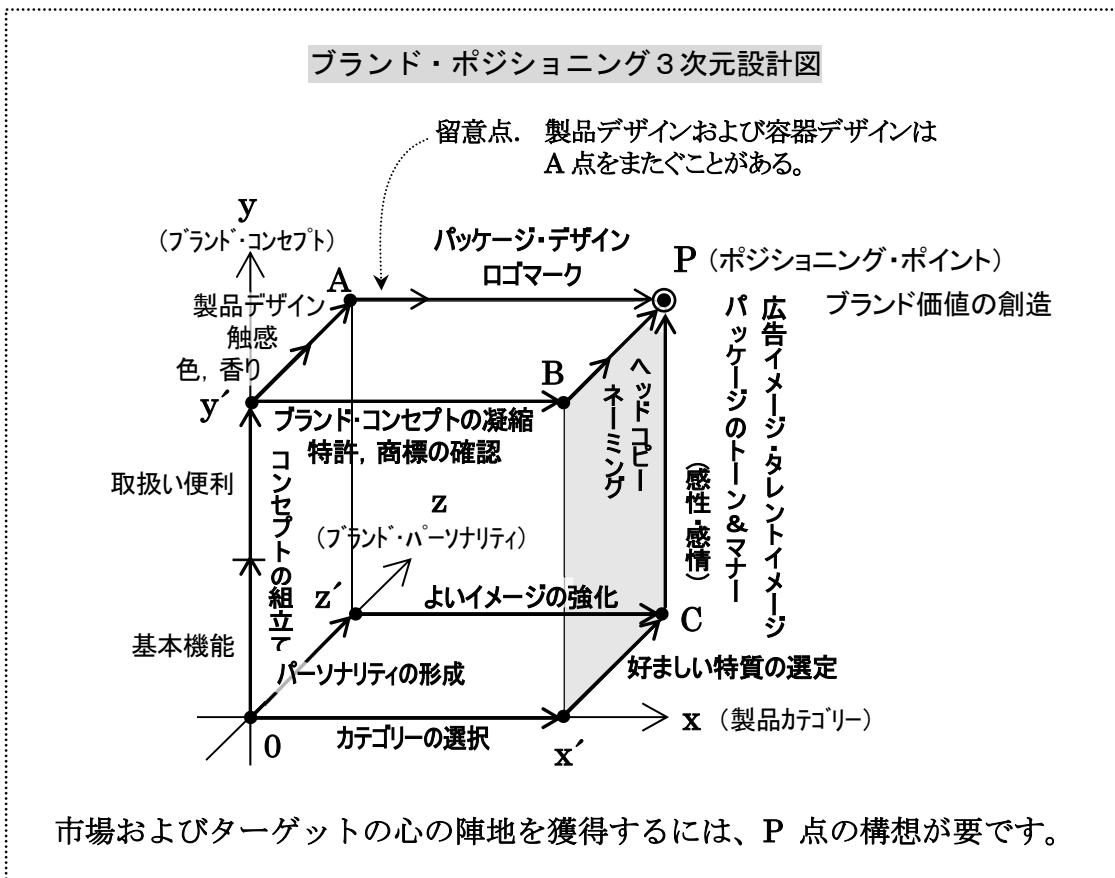 ブランド・ポジショニング３次元設計図
留意点. 製品デザインおよび容器デザインは
A 点をまたぐことがある。
y
（ブランド・コンセプト）
パッケージ・デザイン
ロゴマーク
A
P（ポジショニング・ポイント）
ブランド価値の創造
製品デザイン
触感
色, 香り
y´
B
ブランド・コンセプトの凝縮
特許, 商標の確認
ヘッドコピー
ネーミング
広告イメージ・タレントイメージ
パッケージのトーン＆マナー
（感性・感情）
取扱い便利
コンセプトの組立て
z
（ブランド・パーソナリティ）
z´
よいイメージの強化
C
基本機能
パーソナリティの形成
好ましい特質の選定
0
カテゴリーの選択
x´
x（製品カテゴリー）
市場およびターゲットの心の陣地を獲得するには、P 点の構想が要です。